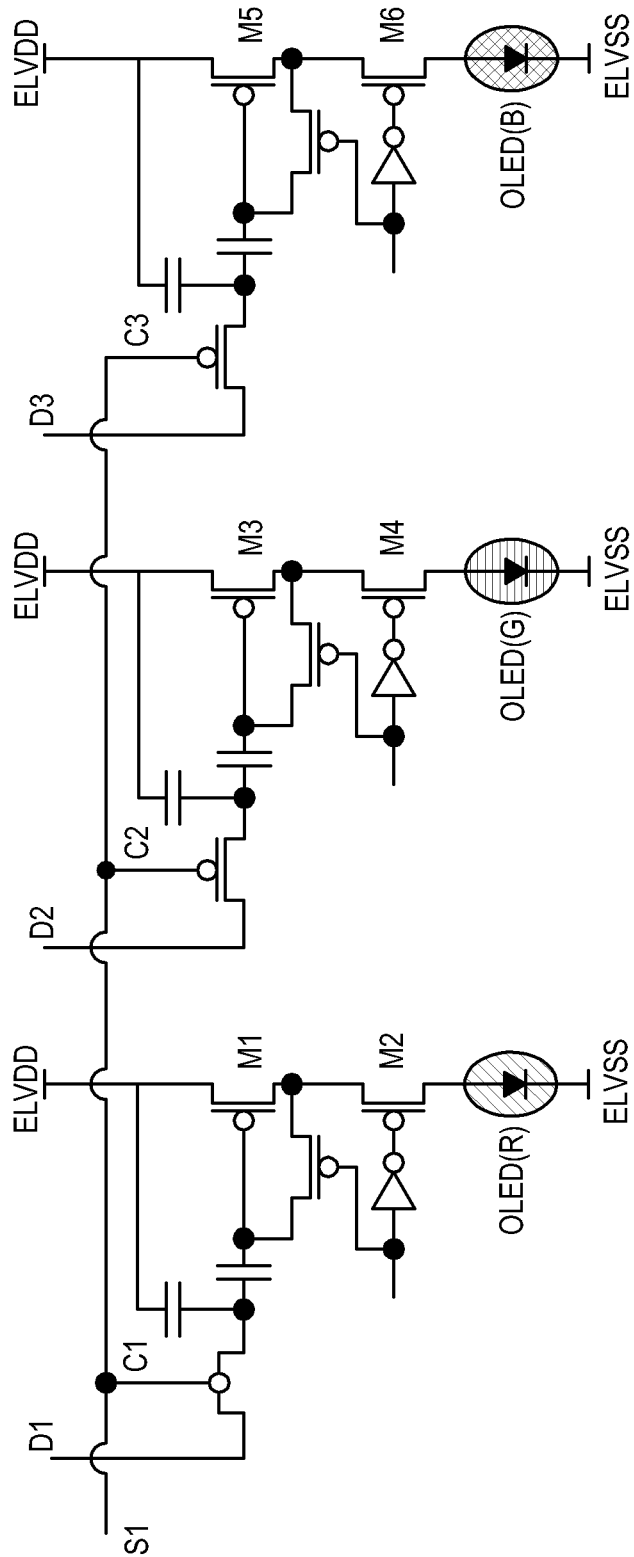 S1
D1
C1
ELVDD
M1
M2
OLED(R)
ELVSS
D2
C2
ELVDD
M3
M4
OLED(G)
ELVSS
D3
C3
ELVDD
M5
M6
OLED(B)
ELVSS